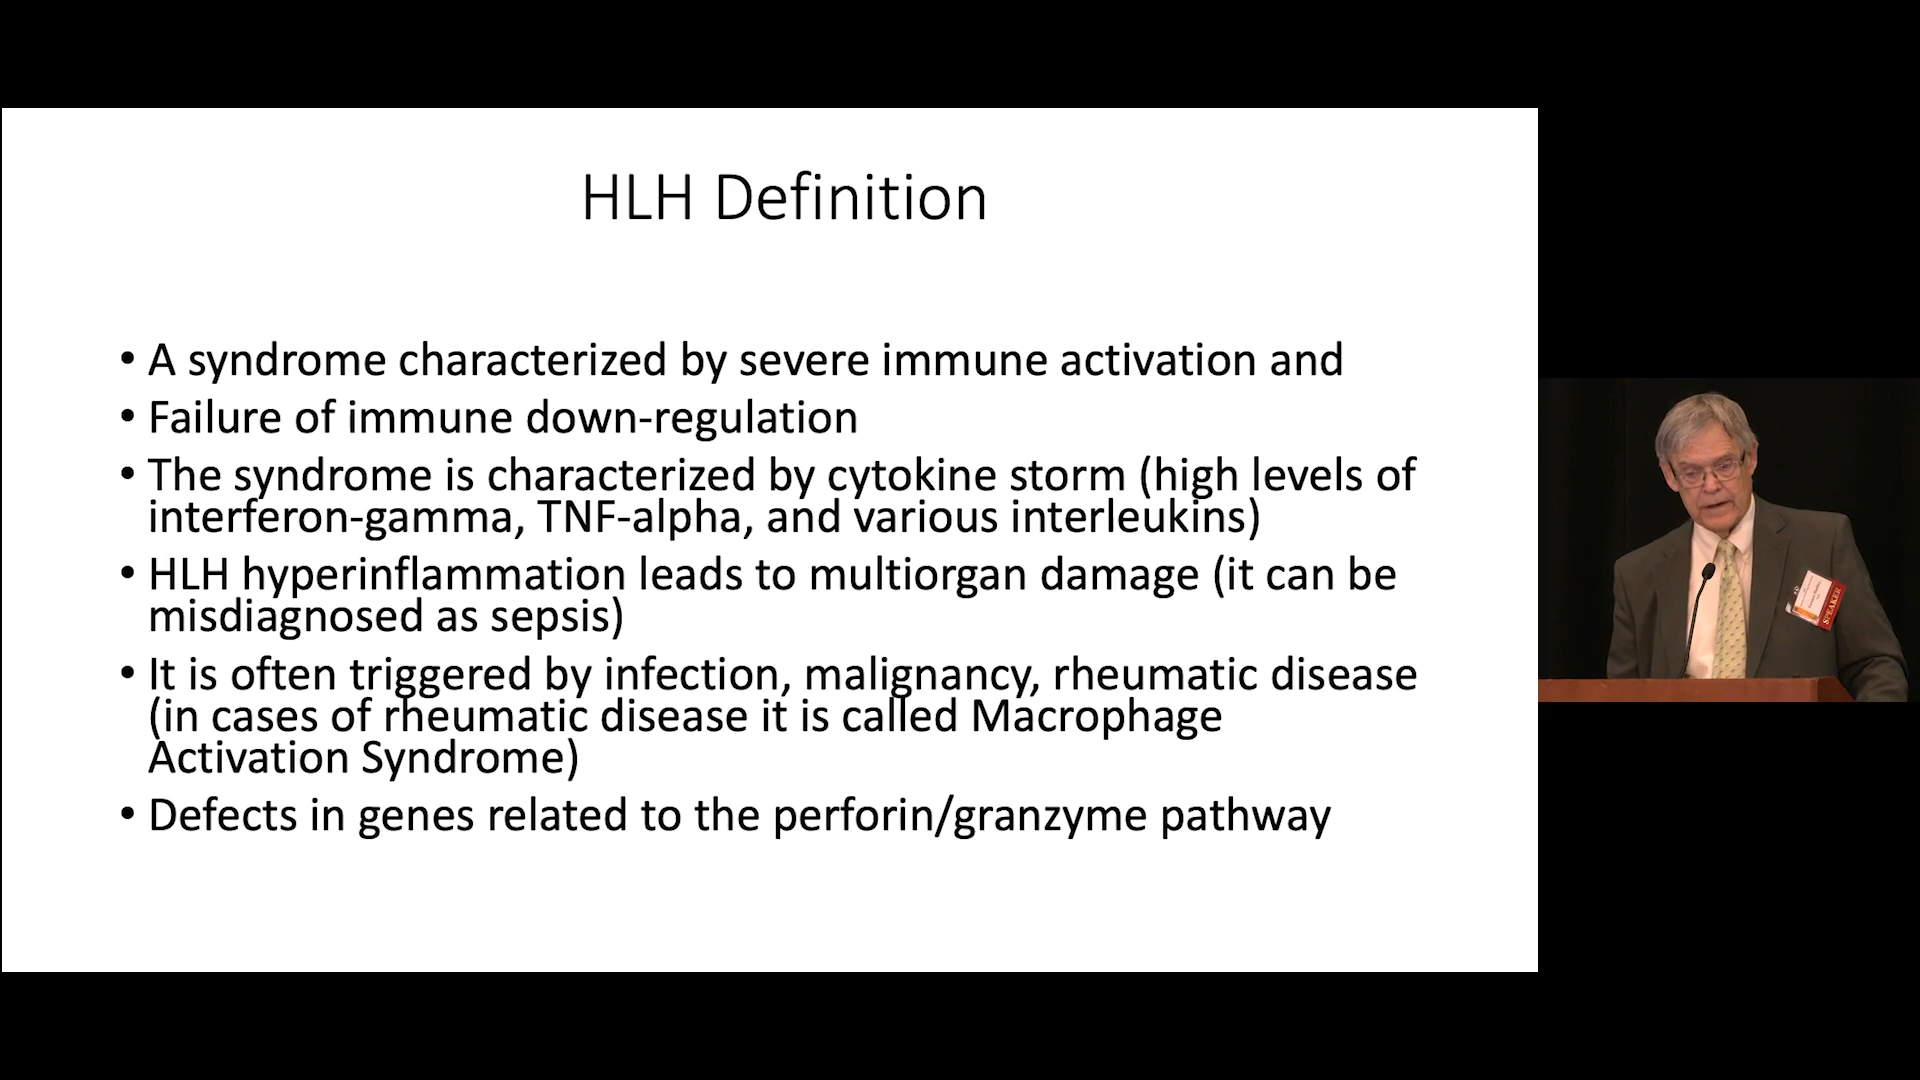 HLH Definition
• A syndrome characterized by severe immune activation and
• Failure of immune down-regulation
• The syndrome is characterized by cytokine storm (high levels of
interferon-gamma, TNF-alpha, and various interleukins)
• HLH hyperinflammation leads to multiorgan damage (it can be
misdiagnosed as sepsis)
• It is often triggered by infection, malignancy, rheumatic disease
(in cases of rheumatic disease it is called Macrophage
Activation Syndrome)
• Defects in genes related to the perforin/granzyme pathway
SPEAKER